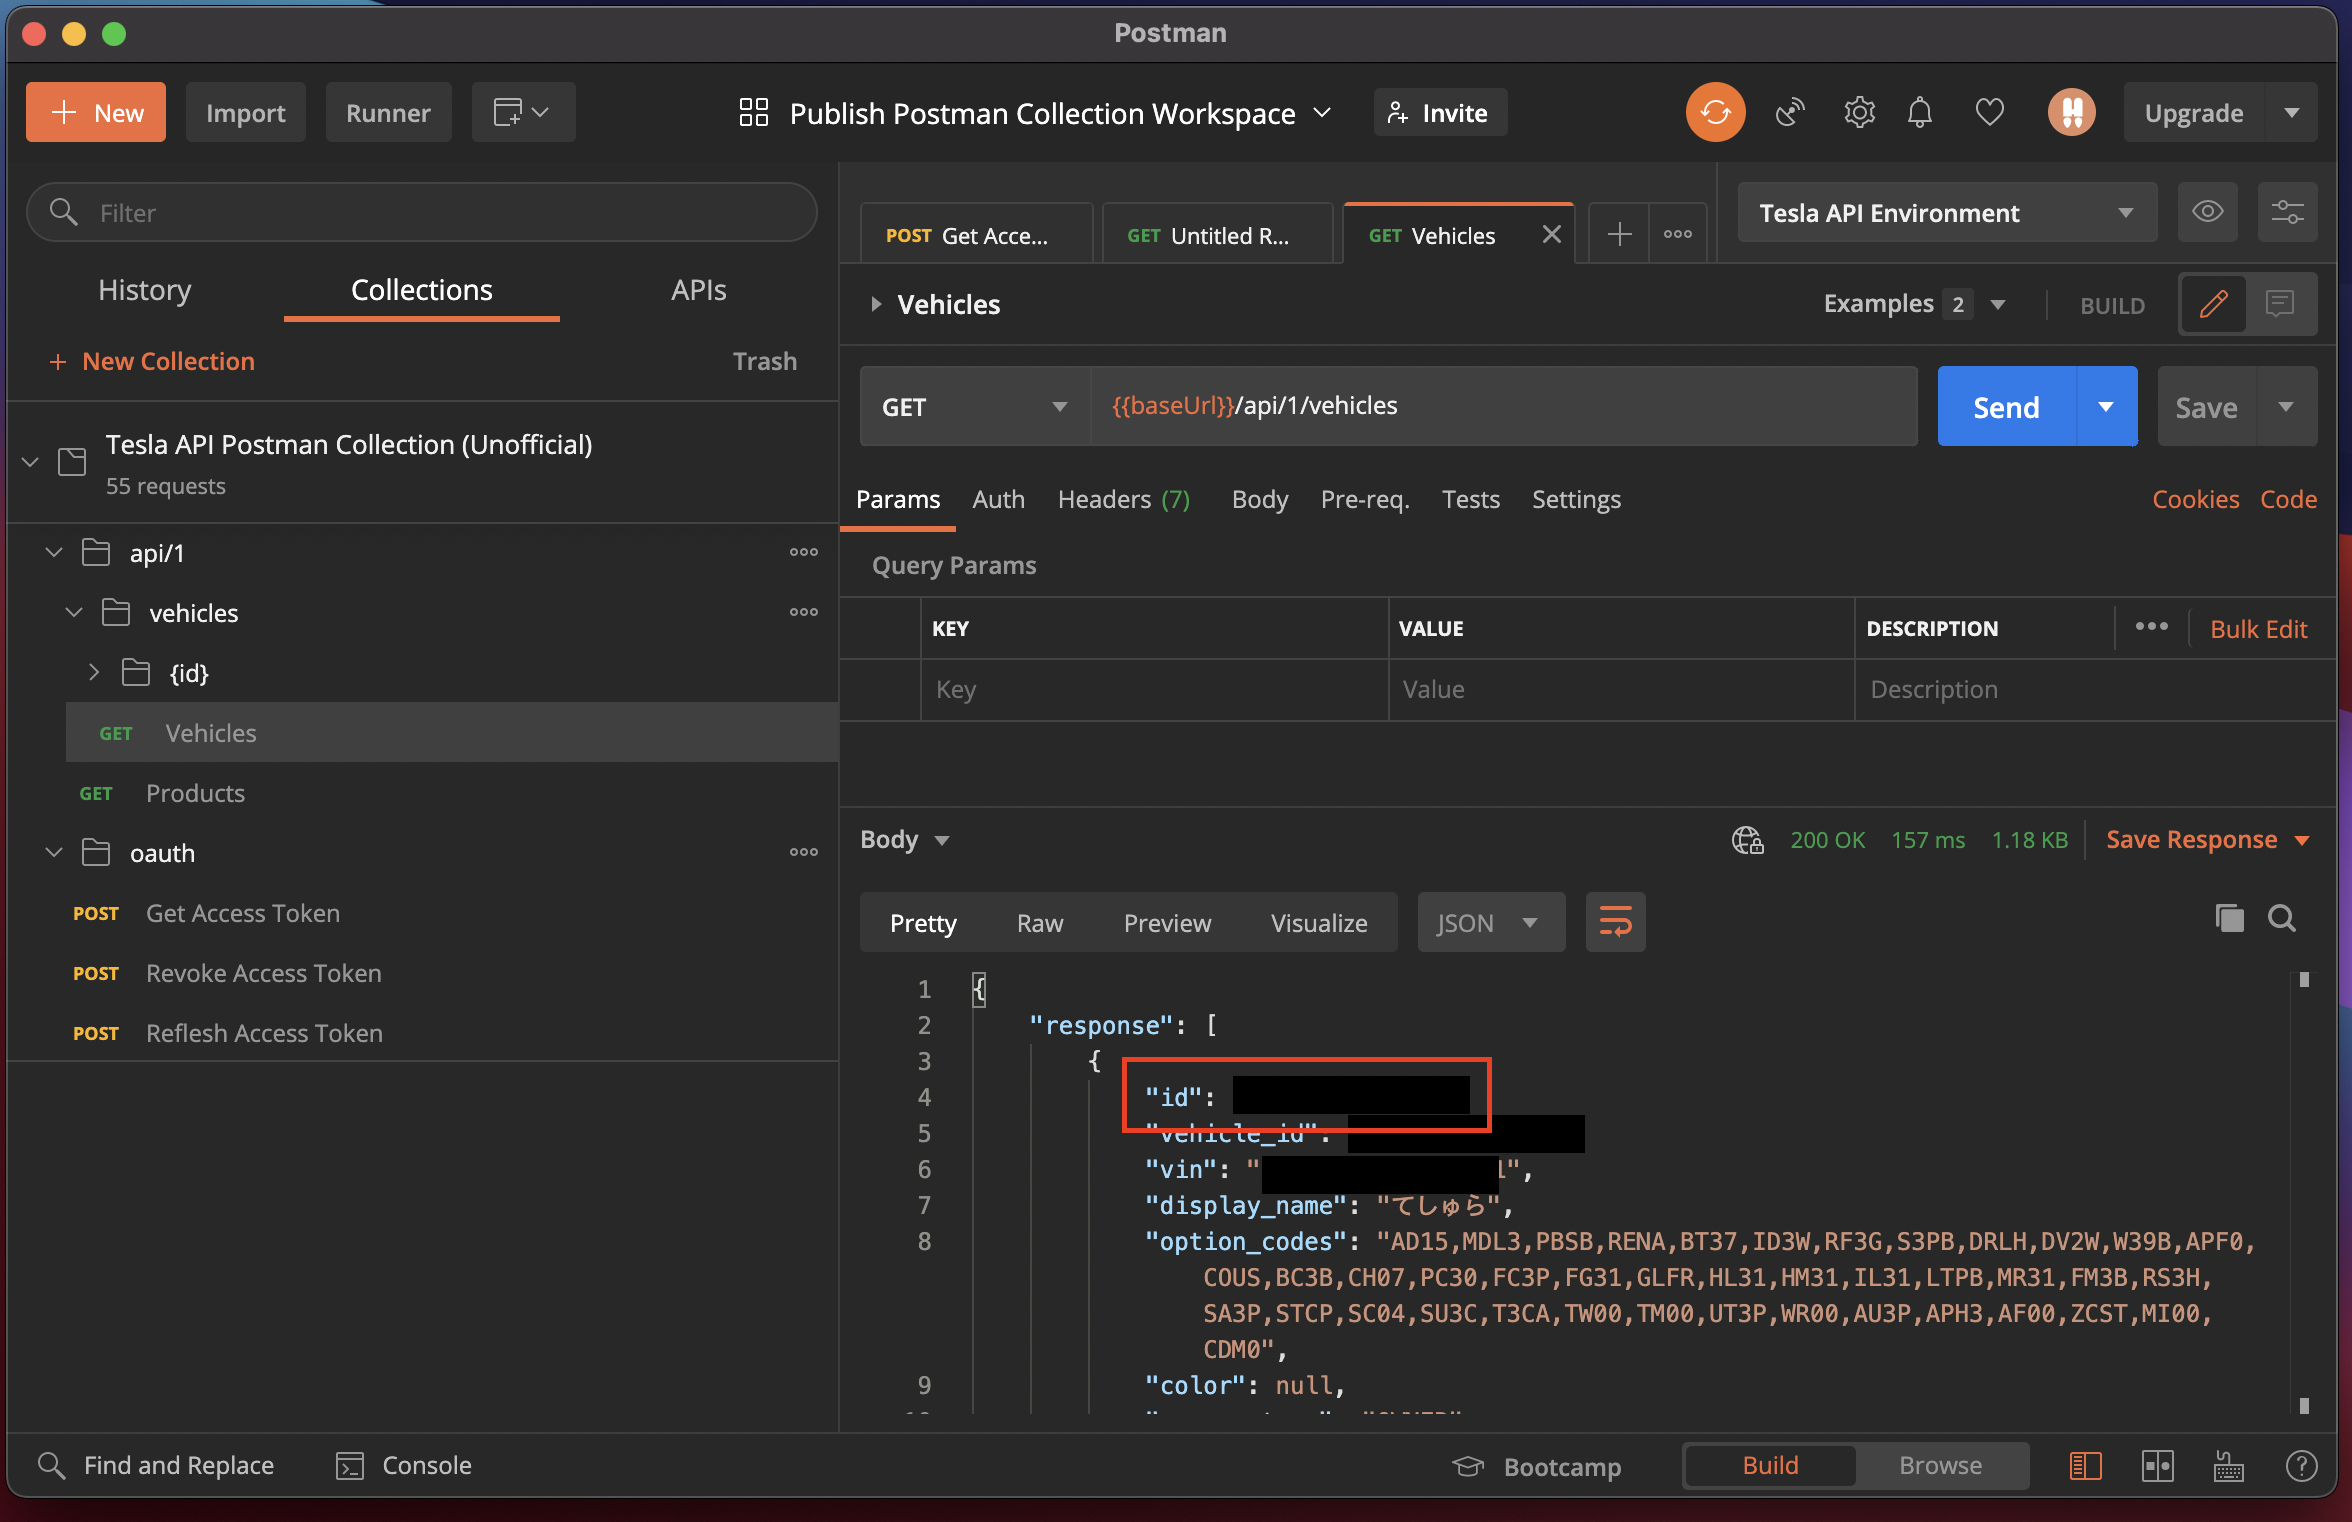 Postman
New
Import
Runner
Publish Postman Collection Workspace
Invite
Upgrade
Filter
History
Collections
APIs
+ New Collection
Trash
Tesla API Postman Collection (Unofficial)
55 requests
api/1
vehicles
{id}
GET Vehicles
GET Products
oauth
POST Get Access Token
POST Revoke Access Token
POST Reflesh Access Token
POST Get Acce...
GET Untitled R...
GET Vehicles
Tesla API Environment
Vehicles
Examples 2
BUILD
GET
{{baseUrl}}/api/1/vehicles
Send
Save
Params Auth Headers (7) Body Pre-req. Tests Settings
Cookies Code
Query Params
KEY VALUE DESCRIPTION
Bulk Edit
Key Value Description
Body
200 OK 157 ms 1.18 KB
Save Response
Pretty Raw Preview Visualize
JSON
1 {
2 "response": [
3 {
4 "id":
5 "vehicle_id":
6 "vin": " 1",
7 "display_name": "てしゅら",
8 "option_codes": "AD15,MDL3,PBSB,RENA,BT37,ID3W,RF3G,S3PB,DRLH,DV2W,W39B,APF0,
COUS,BC3B,CH07,PC30,FC3P,FG31,GLFR,HL31,HM31,IL31,LTPB,MR31,FM3B,RS3H,
SA3P,STCP,SC04,SU3C,T3CA,TW00,TM00,UT3P,WR00,AU3P,APH3,AF00,ZCST,MI00,
CDM0",
9 "color": null,
Find and Replace
Console
Bootcamp
Build
Browse